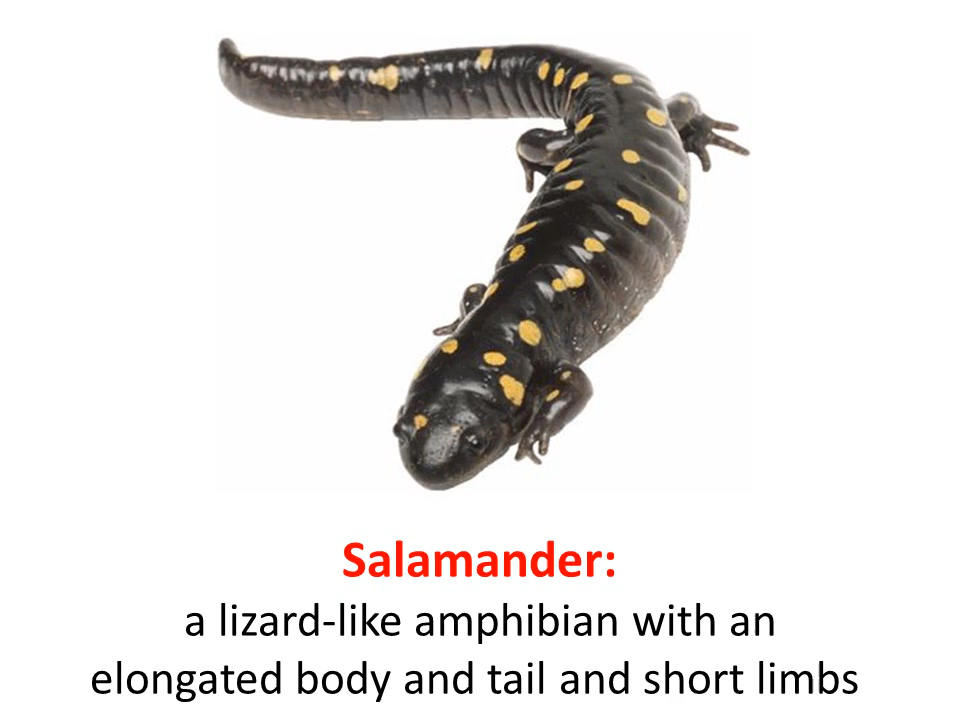 Salamander:
a lizard-like amphibian with an
elongated body and tail and short limbs